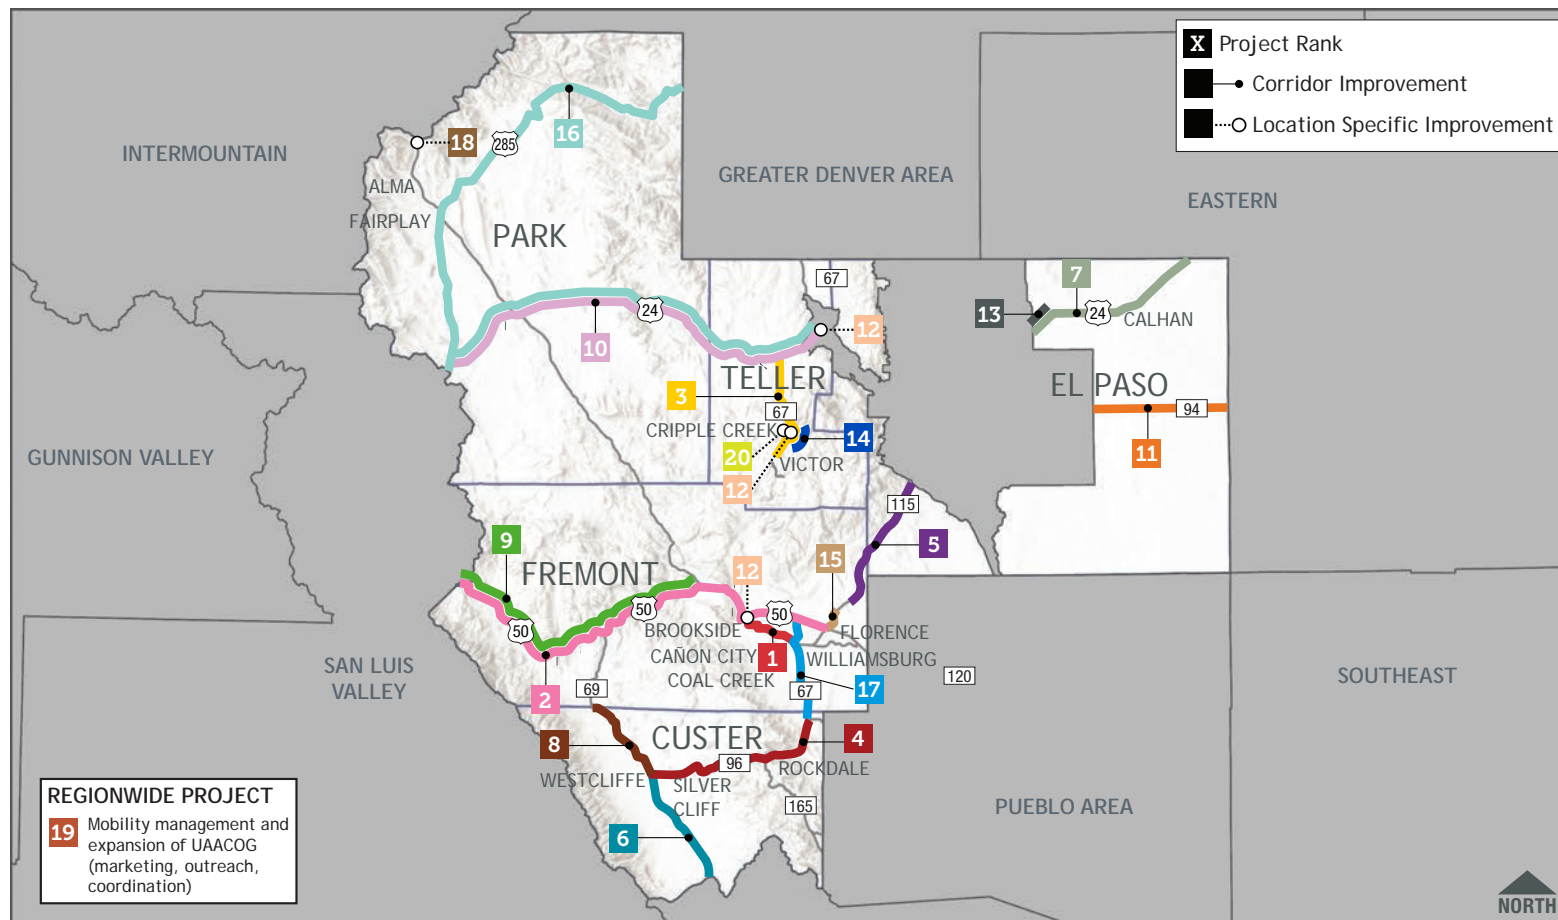 X Project Rank
Corridor Improvement
Location Specific Improvement
INTERMOUNTAIN
GREATER DENVER AREA
EASTERN
GUNNISON VALLEY
SAN LUIS
VALLEY
SOUTHEAST
PUEBLO AREA
16
18
285
ALMA
FAIRPLAY
PARK
67
24
10
12
7
13
24
CALHAN
TELLER
EL PASO
3
67
94
11
CRIPPLE CREEK
14
20
VICTOR
12
115
5
9
FREMONT
12
15
50
50
50
BROOKSIDE
FLORENCE
CAÑON CITY
1
WILLIAMSBURG
COAL CREEK
120
2
69
67
17
8
CUSTER
4
96
ROCKDALE
WESTCLIFFE
SILVER
CLIFF
165
6
REGIONWIDE PROJECT
19 Mobility management and
expansion of UAACOG
(marketing, outreach,
coordination)
NORTH